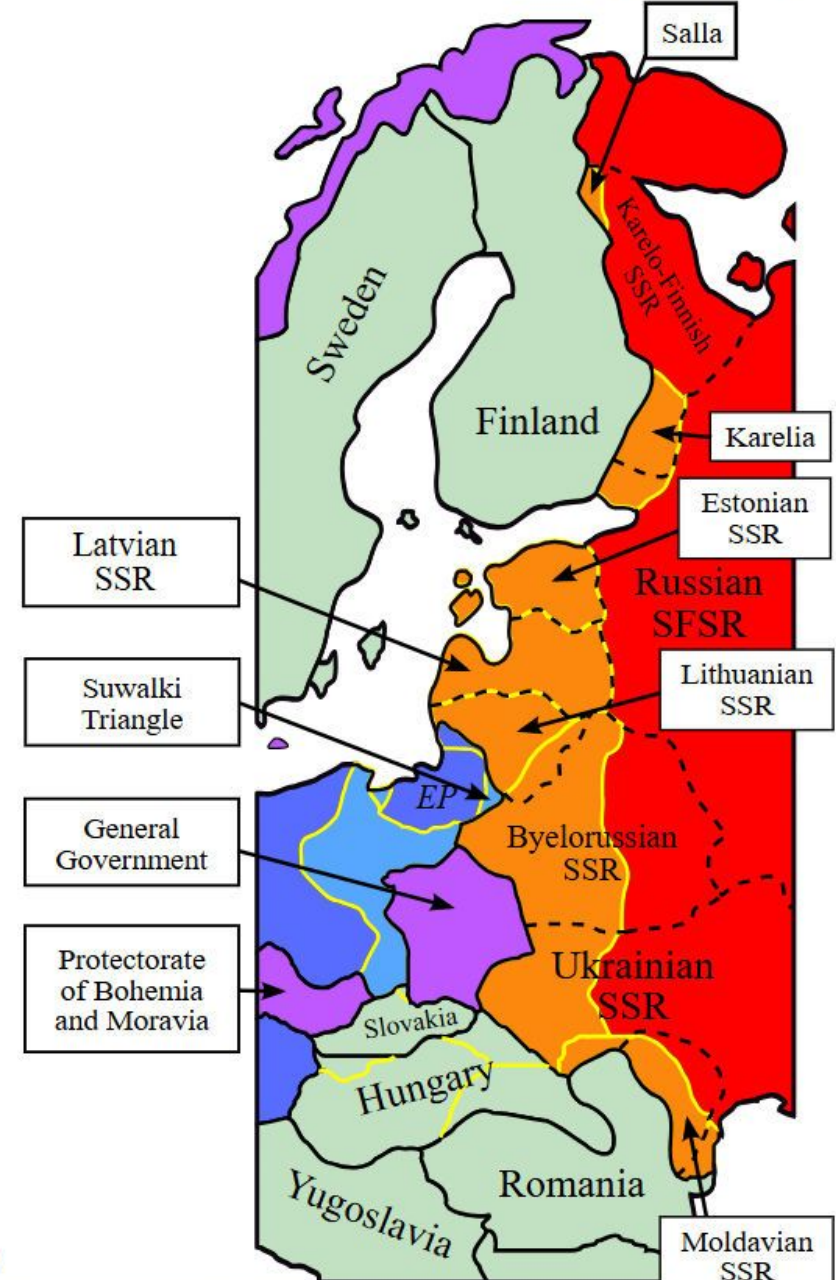 Salla
Karelo-Finnish
SSR
Sweden
Finland
Karelia
Estonian
SSR
Latvian
SSR
Russian
SFSR
Lithuanian
SSR
Suwalki
Triangle
EP
General
Government
Byelorussian
SSR
Protectorate
of Bohemia
and Moravia
Ukrainian
SSR
Slovakia
Hungary
Romania
Yugoslavia
Moldavian
SSR